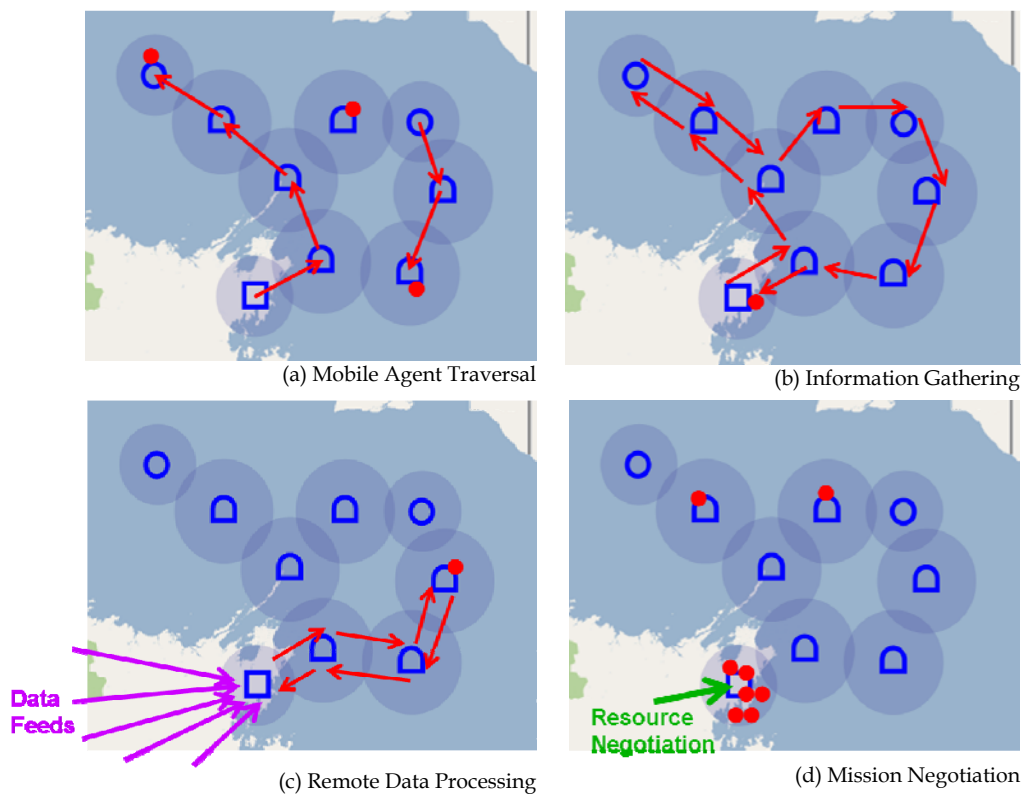 (a) Mobile Agent Traversal
(b) Information Gathering
Data
Feeds
(c) Remote Data Processing
Resource
Negotiation
(d) Mission Negotiation